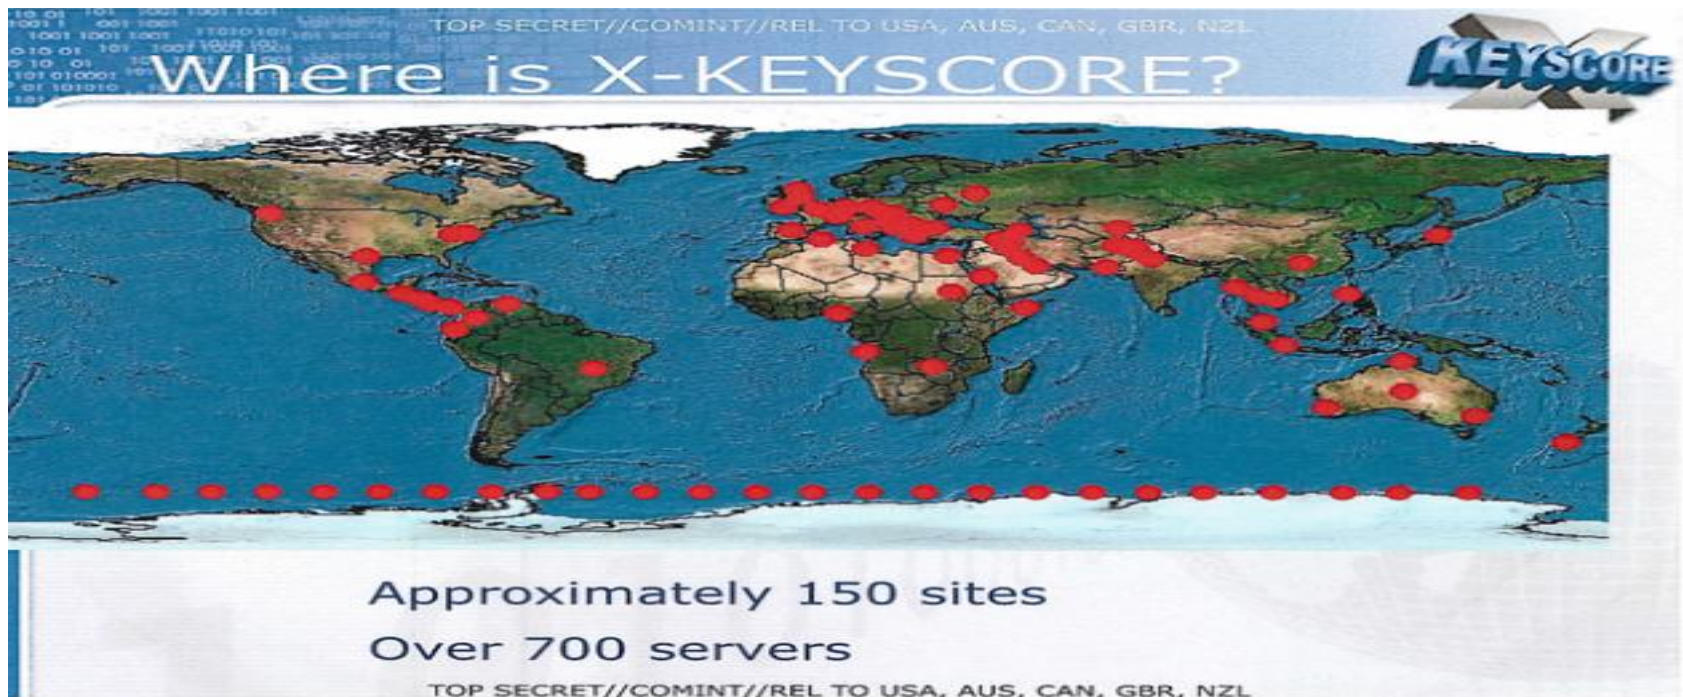 TOP SECRET//COMINT//REL TO USA, AUS, CAN, GBR, NZL
Where is X-KEYSCORE?
X
KEYSCORE
Approximately 150 sites
Over 700 servers
TOP SECRET//COMINT//REL TO USA, AUS, CAN, GBR, NZL